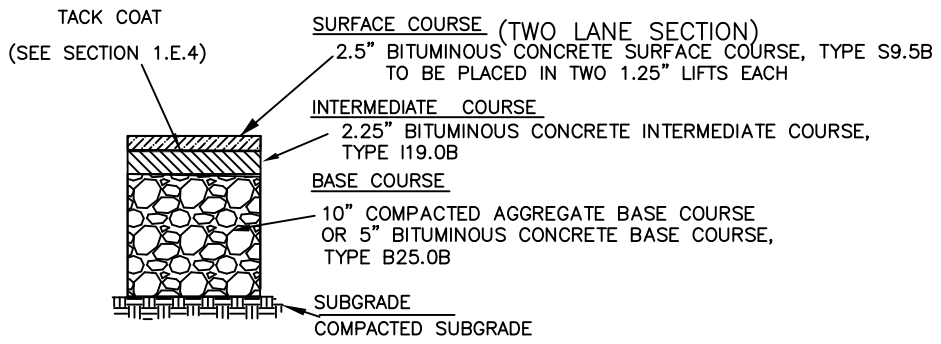 TACK COAT
(SEE SECTION 1.E.4)
SURFACE COURSE (TWO LANE SECTION)
2.5" BITUMINOUS CONCRETE SURFACE COURSE, TYPE S9.5B
TO BE PLACED IN TWO 1.25" LIFTS EACH
INTERMEDIATE COURSE
2.25" BITUMINOUS CONCRETE INTERMEDIATE COURSE,
TYPE I19.0B
BASE COURSE
10" COMPACTED AGGREGATE BASE COURSE
OR 5" BITUMINOUS CONCRETE BASE COURSE,
TYPE B25.0B
SUBGRADE
COMPACTED SUBGRADE